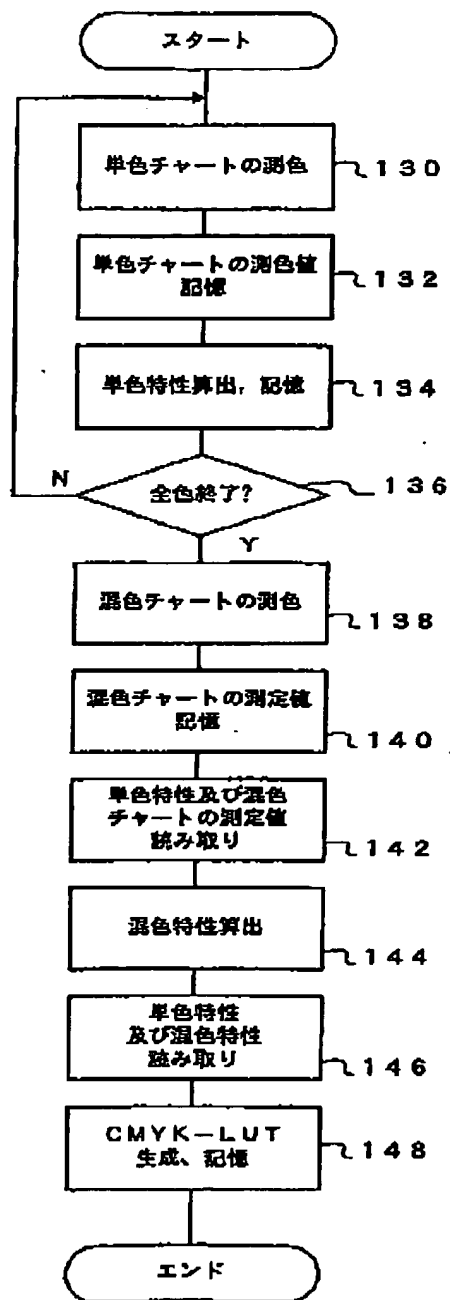 スタート
単色チャートの測色
130
単色チャートの測色値
記憶
132
単色特性算出，記憶
134
N
全色終了?
136
Y
混色チャートの測色
138
混色チャートの測定値
記憶
140
単色特性及び混色
チャートの測定値
読み取り
142
混色特性算出
144
単色特性
及び混色特性
読み取り
146
CMYK－LUT
生成、記憶
148
エンド